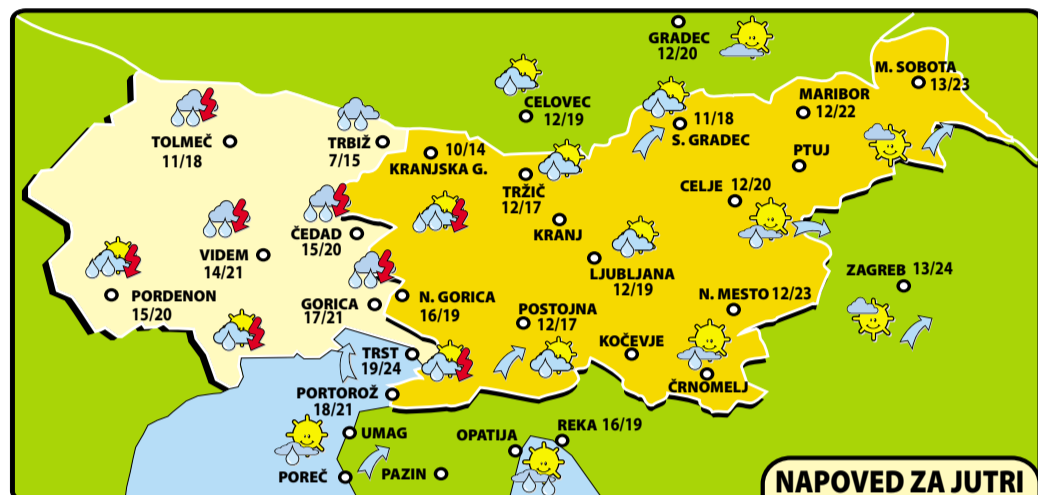 GRADEC
12/20
M. SOBOTA
13/23
CELOVEC
12/19
MARIBOR
12/22
11/18
S. GRADEC
TOLMEČ
11/18
TRBIŽ
7/15
10/14
KRANJSKA G.
PTUJ
TRŽIČ
12/17
CELJE 12/20
KRANJ
ČEDAD
15/20
VIDEM
14/21
LJUBLJANA
12/19
ZAGREB 13/24
PORDENON
15/20
GORICA
17/21
N. GORICA
16/19
POSTOJNA
12/17
N. MESTO 12/23
KOČEVJE
TRST
19/24
ČRNOMELJ
PORTOROŽ
18/21
UMAG
OPATIJA
REKA 16/19
POREČ
PAZIN
NAPOVED ZA JUTRI